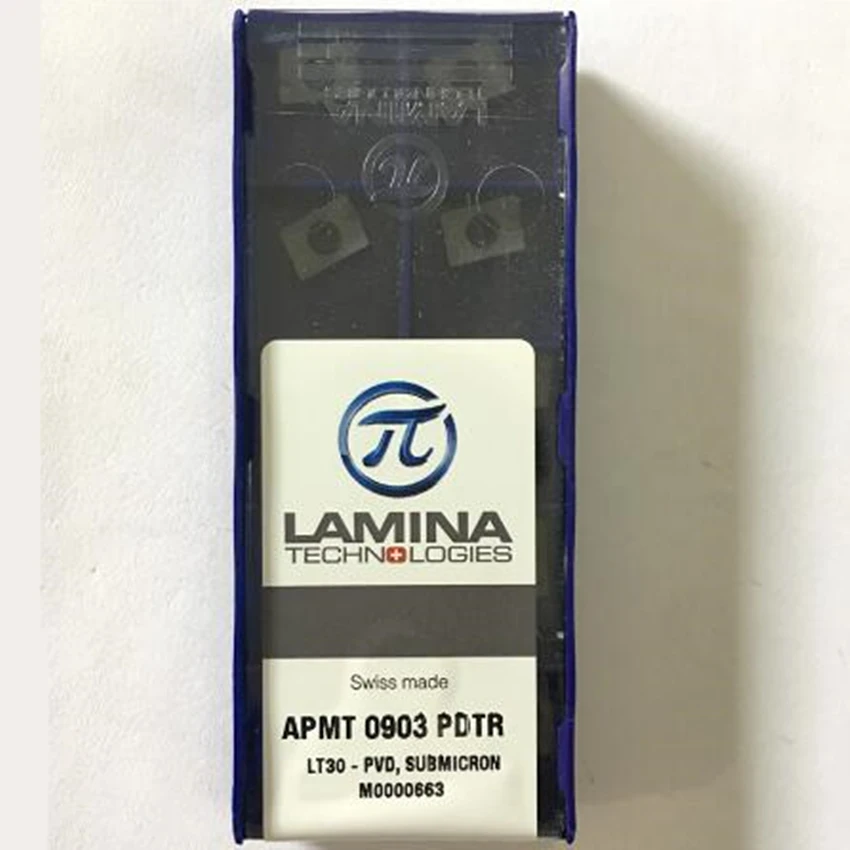 π
LAMINA
TECHNOLOGIES
Swiss made
APMT 0903 PDTR
LT30 - PVD, SUBMICRON
M0000663